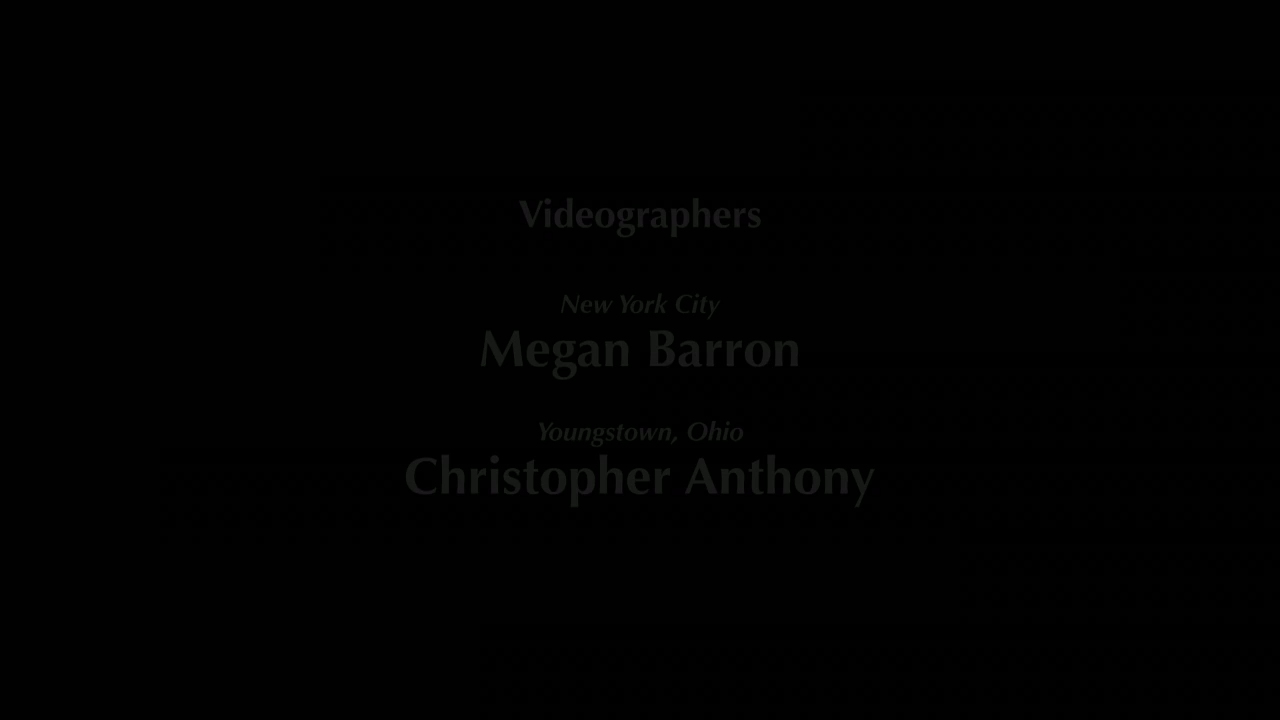 Videographers
New York City
Megan Barron
Youngstown, Ohio
Christopher Anthony